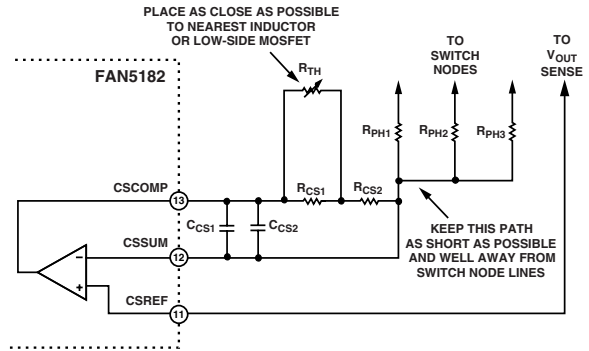 PLACE AS CLOSE AS POSSIBLE
TO NEAREST INDUCTOR
OR LOW-SIDE MOSFET
TO
SWITCH
NODES
TO
VOUT
SENSE
FAN5182
RTH
RPH1
RPH2
RPH3
CSCOMP
13
RCS1
RCS2
CCS1
CCS2
KEEP THIS PATH
AS SHORT AS POSSIBLE
AND WELL AWAY FROM
SWITCH NODE LINES
CSSUM
12
–
+
CSREF
11